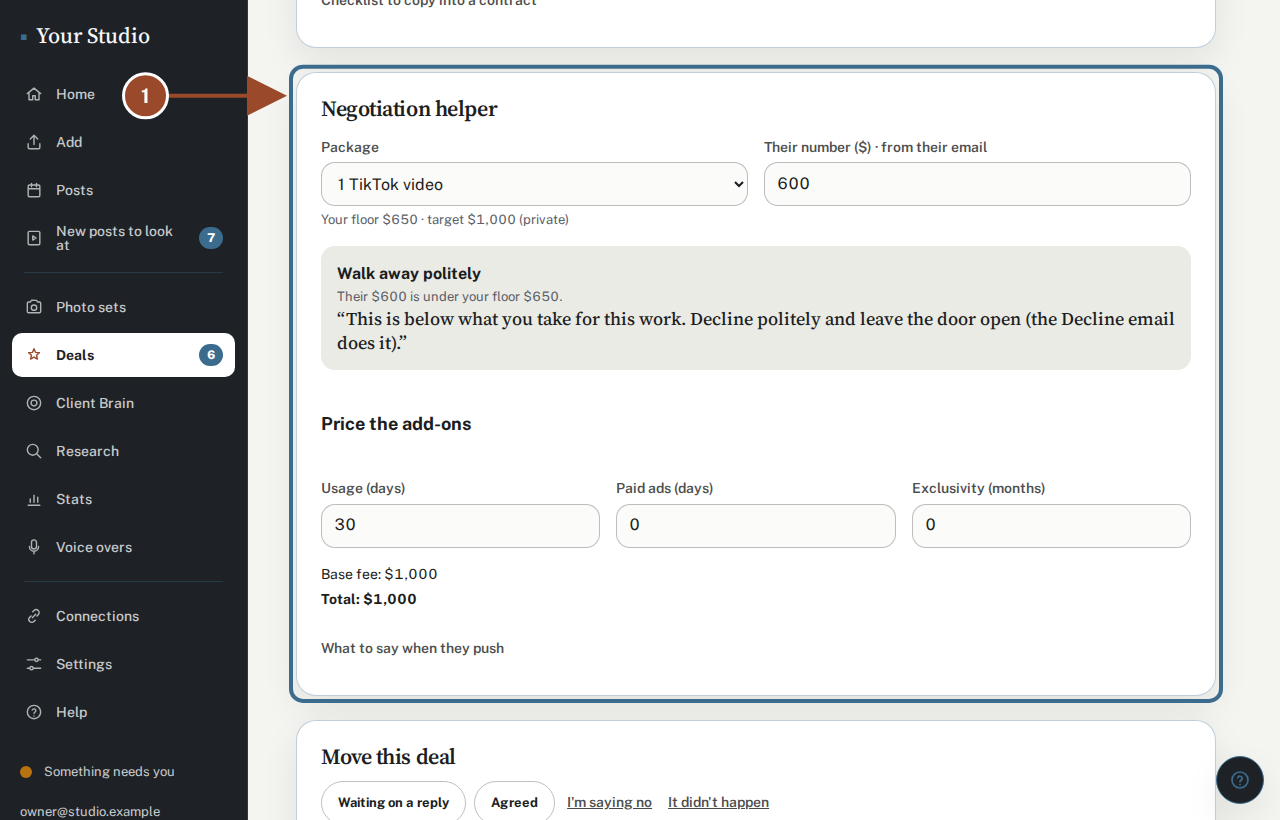 Checklist to copy into a contract
Your Studio
Home
1
Add
Posts
New posts to look
at
7
Photo sets
Deals
6
Client Brain
Research
Stats
Voice overs
Connections
Settings
Help
Something needs you
owner@studio.example
Negotiation helper
Package
Their number ($) · from their email
1 TikTok video
600
Your floor $650 · target $1,000 (private)
Walk away politely
Their $600 is under your floor $650.
“This is below what you take for this work. Decline politely and leave the door open (the Decline email
does it).”
Price the add-ons
Usage (days)
Paid ads (days)
Exclusivity (months)
30
0
0
Base fee: $1,000
Total: $1,000
What to say when they push
Move this deal
Waiting on a reply
Agreed
I'm saying no
It didn't happen